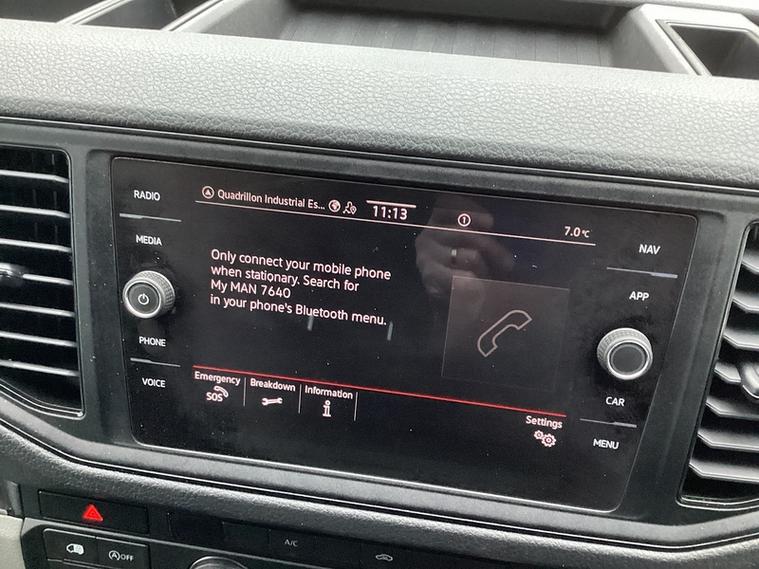 RADIO
Quadrillon Industrial Es...
11:13
1
7.0°C
NAV
MEDIA
APP
Only connect your mobile phone
when stationary. Search for
My MAN 7640
in your phone's Bluetooth menu.
PHONE
CAR
VOICE
Emergency
SOS
Breakdown
Information
Settings
MENU
A/C
OFF